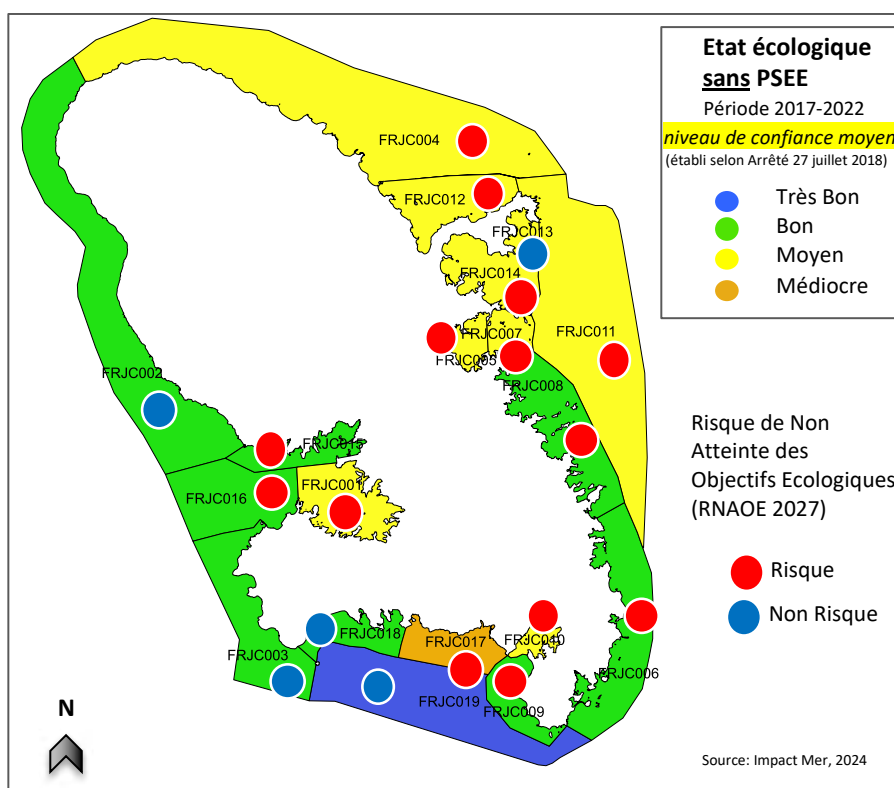 Etat écologique
sans PSEE
Période 2017-2022
niveau de confiance moyen
(établi selon Arrêté 27 juillet 2018)
Très Bon
Bon
Moyen
Médiocre
FRJC004
FRJC012
FRJC013
FRJC014
FRJC011
FRJC007
FRJC005
FRJC008
FRJC002
FRJC015
FRJC001
FRJC016
Risque de Non
Atteinte des
Objectifs Ecologiques
(RNAOE 2027)
Risque
Non Risque
FRJC018
FRJC017
FRJC010
FRJC003
FRJC006
FRJC019
FRJC009
N
Source: Impact Mer, 2024